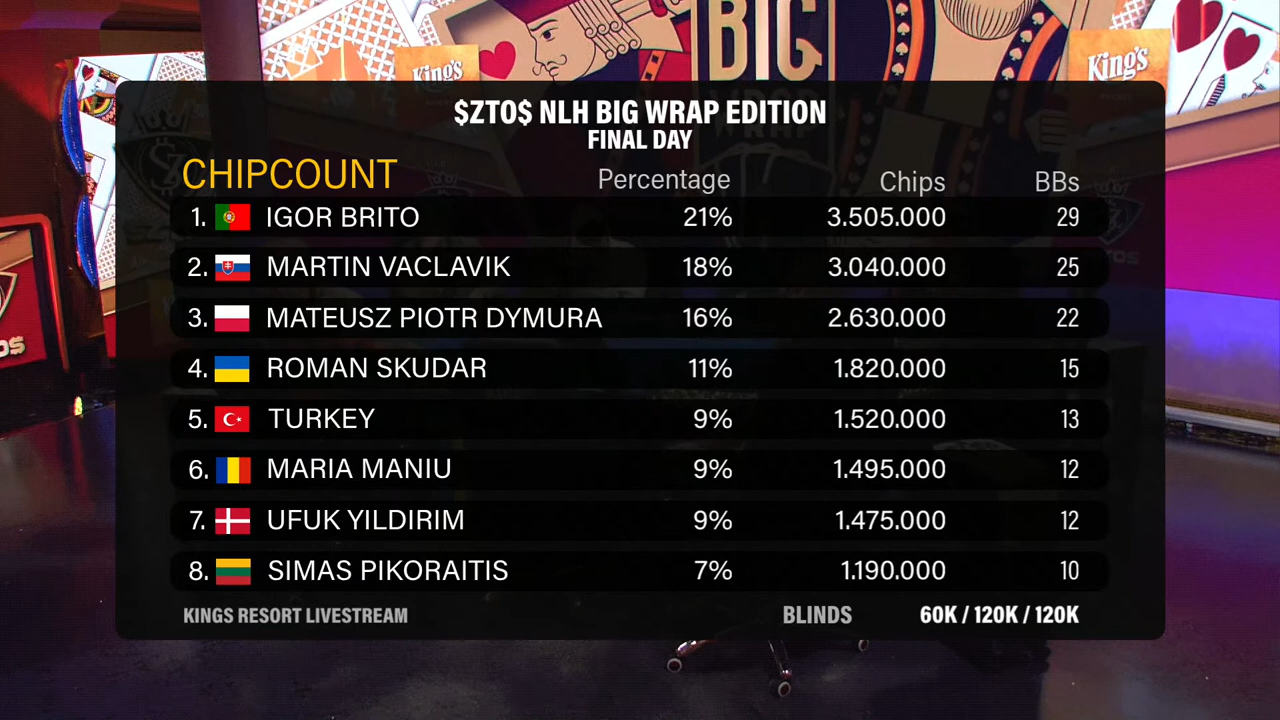 BIG
WRAP
King's
King's
$ZTO$ NLH BIG WRAP EDITION
FINAL DAY
CHIPCOUNT Percentage Chips BBs
1. IGOR BRITO 21% 3.505.000 29
2. MARTIN VACLAVIK 18% 3.040.000 25
3. MATEUSZ PIOTR DYMURA 16% 2.630.000 22
4. ROMAN SKUDAR 11% 1.820.000 15
5. TURKEY 9% 1.520.000 13
6. MARIA MANIU 9% 1.495.000 12
7. UFUK YILDIRIM 9% 1.475.000 12
8. SIMAS PIKORAITIS 7% 1.190.000 10
KINGS RESORT LIVESTREAM BLINDS 60K / 120K / 120K